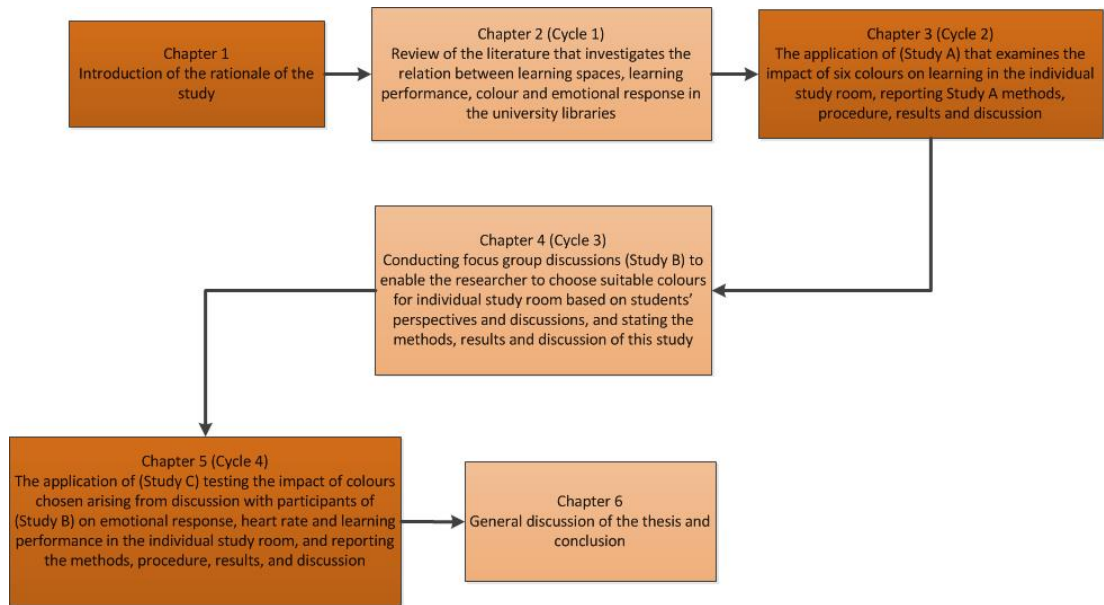 Chapter 1
Introduction of the rationale of the
study
Chapter 2 (Cycle 1)
Review of the literature that investigates the
relation between learning spaces, learning
performance, colour and emotional response in
the university libraries
Chapter 3 (Cycle 2)
The application of (Study A) that examines the
impact of six colours on learning in the individual
study room, reporting Study A methods,
procedure, results and discussion
Chapter 4 (Cycle 3)
Conducting focus group discussions (Study B) to
enable the researcher to choose suitable colours
for individual study room based on students’
perspectives and discussions, and stating the
methods, results and discussion of this study
Chapter 5 (Cycle 4)
The application of (Study C) testing the impact of colours
chosen arising from discussion with participants of
(Study B) on emotional response, heart rate and learning
performance in the individual study room, and reporting
the methods, procedure, results, and discussion
Chapter 6
General discussion of the thesis and
conclusion